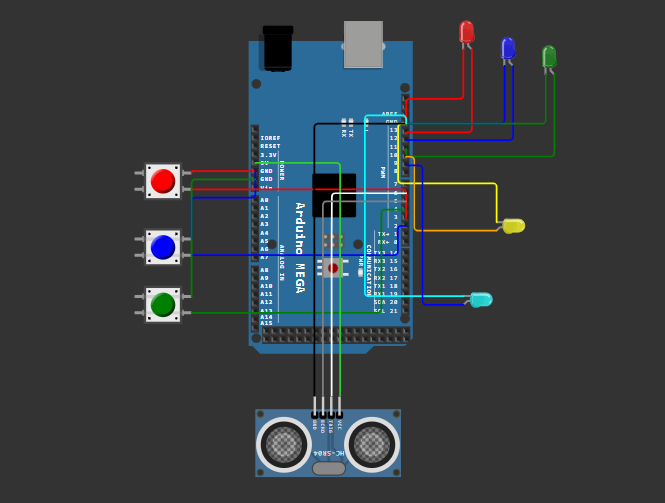 AREF
GND
13
12
11
10
9
8
7
6
5
4
3
2
TX→ 1
RX← 0
TX3 14
RX3 15
TX2 16
RX2 17
TX1 18
RX1 19
SDA 20
SCL 21
PWM
COMUNICATION
RX
TX
L
PWR
IOREF
RESET
3.3V
5V
GND
GND
Vin
POWER
A0
A1
A2
A3
A4
A5
A6
A7
ANALOG IN
A8
A9
A10
A11
A12
A13
A14
A15
Arduino MEGA
GND
ECHO
TRIG
VCC
HC-SR04